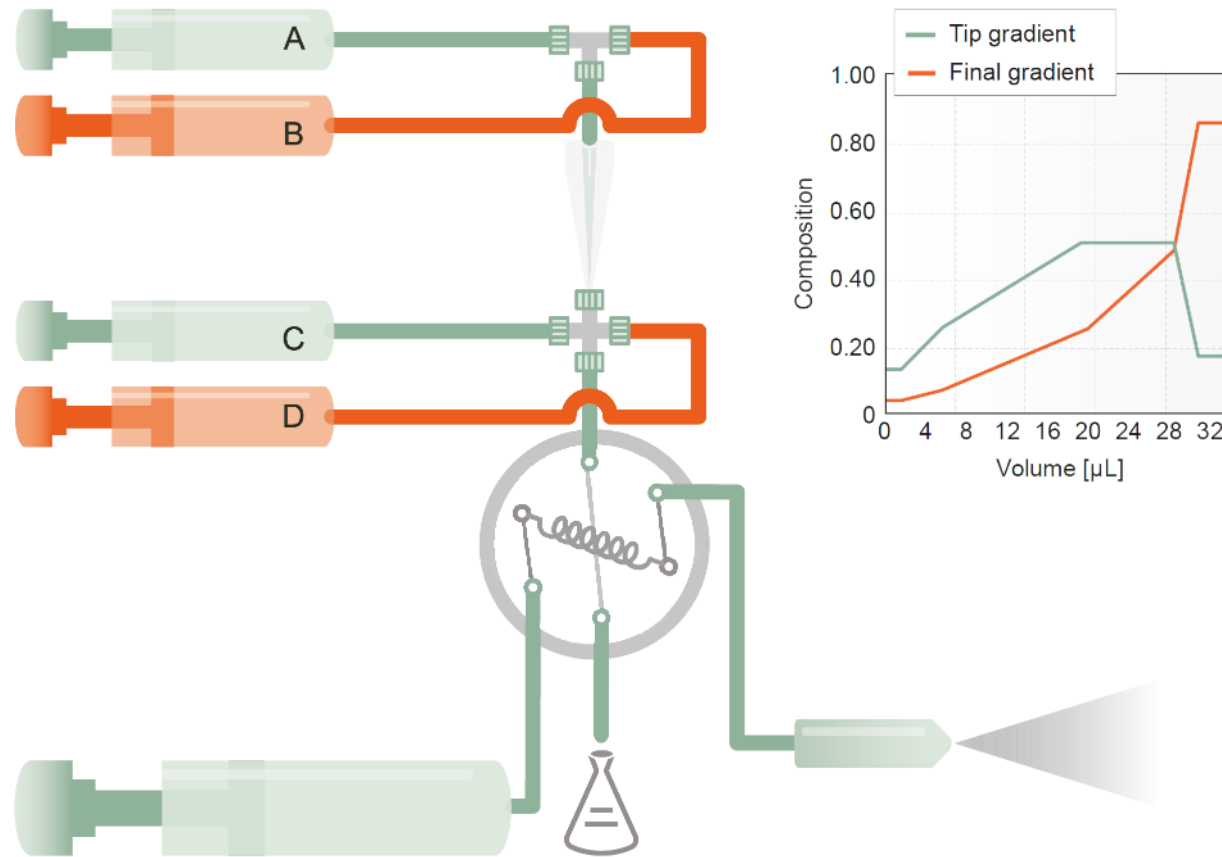 A
B
C
D
Tip gradient
Final gradient
1.00
0.80
0.60
0.40
0.20
0
Composition
0 4 8 12 16 20 24 28 32
Volume [µL]